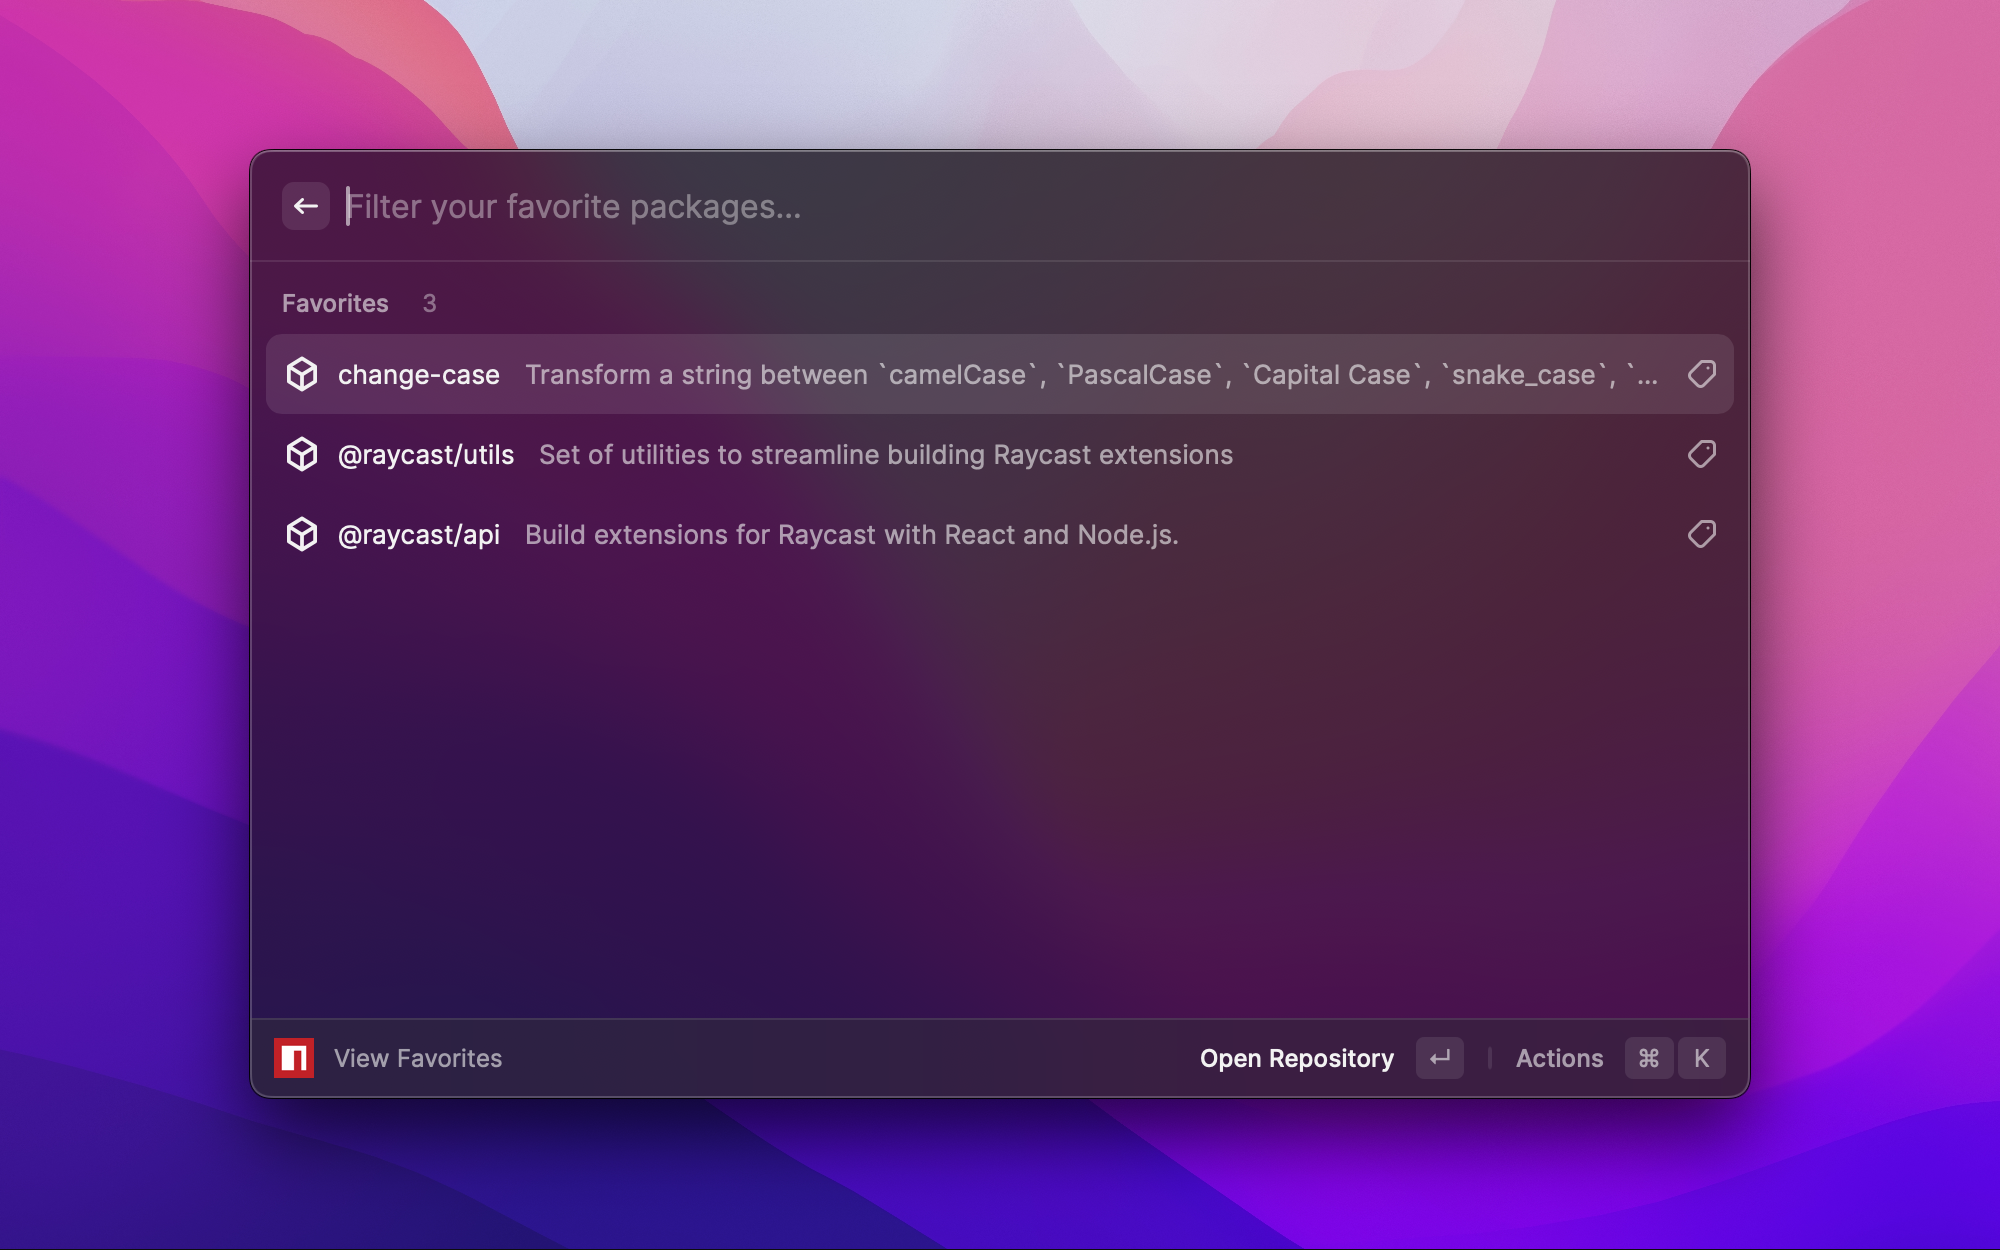 Filter your favorite packages...
Favorites 3
change-case Transform a string between `camelCase`, `PascalCase`, `Capital Case`, `snake_case`, `...
@raycast/utils Set of utilities to streamline building Raycast extensions
@raycast/api Build extensions for Raycast with React and Node.js.
View Favorites Open Repository ↵ Actions ⌘ K